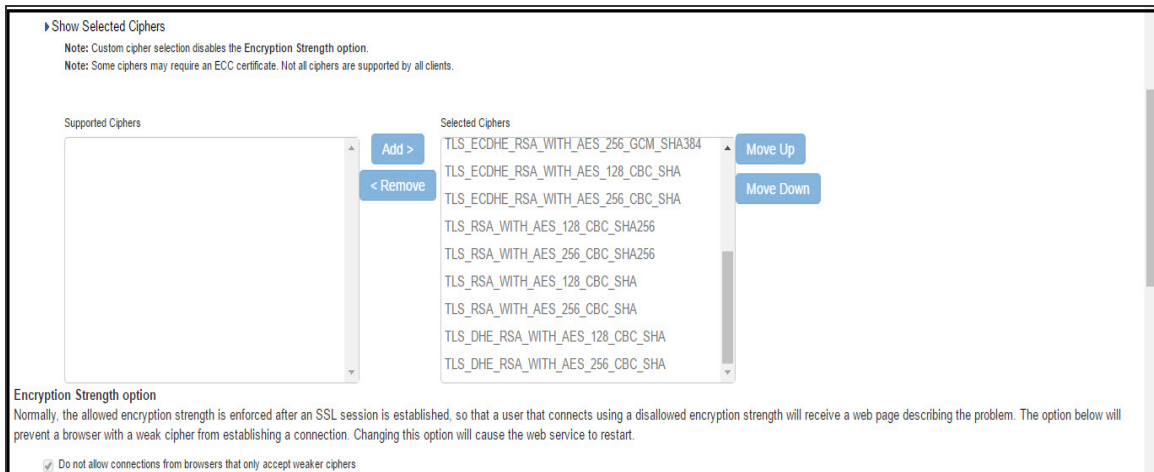 Show Selected Ciphers
Note: Custom cipher selection disables the Encryption Strength option.
Note: Some ciphers may require an ECC certificate. Not all ciphers are supported by all clients.
Supported Ciphers
Add >
< Remove
Selected Ciphers
TLS_ECDHE_RSA_WITH_AES_256_GCM_SHA384
TLS_ECDHE_RSA_WITH_AES_128_CBC_SHA
TLS_ECDHE_RSA_WITH_AES_256_CBC_SHA
TLS_RSA_WITH_AES_128_CBC_SHA256
TLS_RSA_WITH_AES_256_CBC_SHA256
TLS_RSA_WITH_AES_128_CBC_SHA
TLS_RSA_WITH_AES_256_CBC_SHA
TLS_DHE_RSA_WITH_AES_128_CBC_SHA
TLS_DHE_RSA_WITH_AES_256_CBC_SHA
Move Up
Move Down
Encryption Strength option
Normally, the allowed encryption strength is enforced after an SSL session is established, so that a user that connects using a disallowed encryption strength will receive a web page describing the problem. The option below will
prevent a browser with a weak cipher from establishing a connection. Changing this option will cause the web service to restart.
Do not allow connections from browsers that only accept weaker ciphers